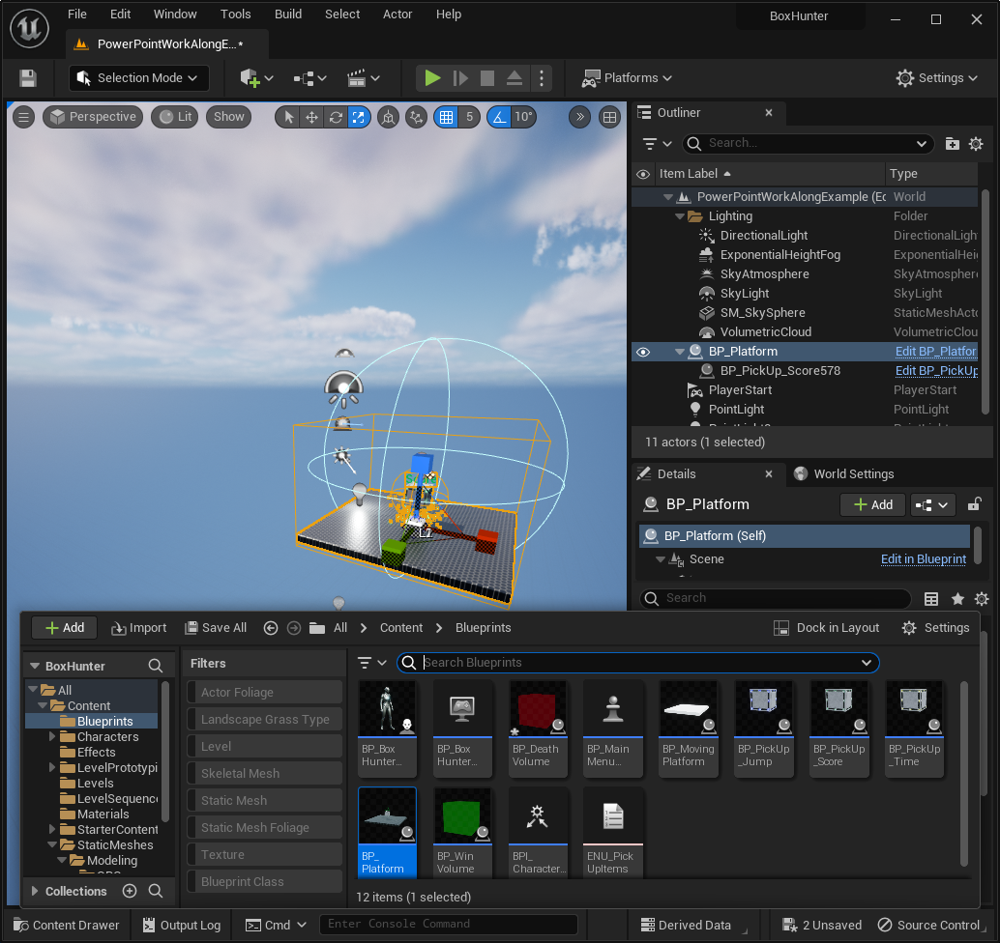 File Edit Window Tools Build Select Actor Help
BoxHunter
PowerPointWorkAlongE...•
Selection Mode
Platforms
Settings
Perspective
Lit
Show
5
10°
Outliner
Search...
Item Label
Type
PowerPointWorkAlongExample (Ec World
Lighting Folder
DirectionalLight DirectionalLigh
ExponentialHeightFog ExponentialHei
SkyAtmosphere SkyAtmosphere
SkyLight SkyLight
SM_SkySphere StaticMeshActo
VolumetricCloud VolumetricClou
BP_Platform Edit BP_Platfor
BP_PickUp_Score578 Edit BP_PickUp
PlayerStart PlayerStart
PointLight PointLight
11 actors (1 selected)
Details
World Settings
BP_Platform
Add
BP_Platform (Self)
Scene Edit in Blueprint
Search
Add
Import
Save All
All
Content
Blueprints
Dock in Layout
Settings
BoxHunter
All
Content
Blueprints
Characters
Effects
LevelPrototypi
Levels
LevelSequenc
Materials
StarterContent
StaticMeshes
Modeling
Collections
Filters
Actor Foliage
Landscape Grass Type
Level
Skeletal Mesh
Static Mesh
Static Mesh Foliage
Texture
Blueprint Class
Search Blueprints
BP_Box
Hunter...
BP_Box
Hunter...
BP_Death
Volume
BP_Main
Menu...
BP_Moving
Platform
BP_PickUp
_Jump
BP_PickUp
_Score
BP_PickUp
_Time
BP_
Platform
BP_Win
Volume
BPI_
Character...
ENU_Pick
UpItems
12 items (1 selected)
Content Drawer
Output Log
Cmd
Enter Console Command
Derived Data
2 Unsaved
Source Control